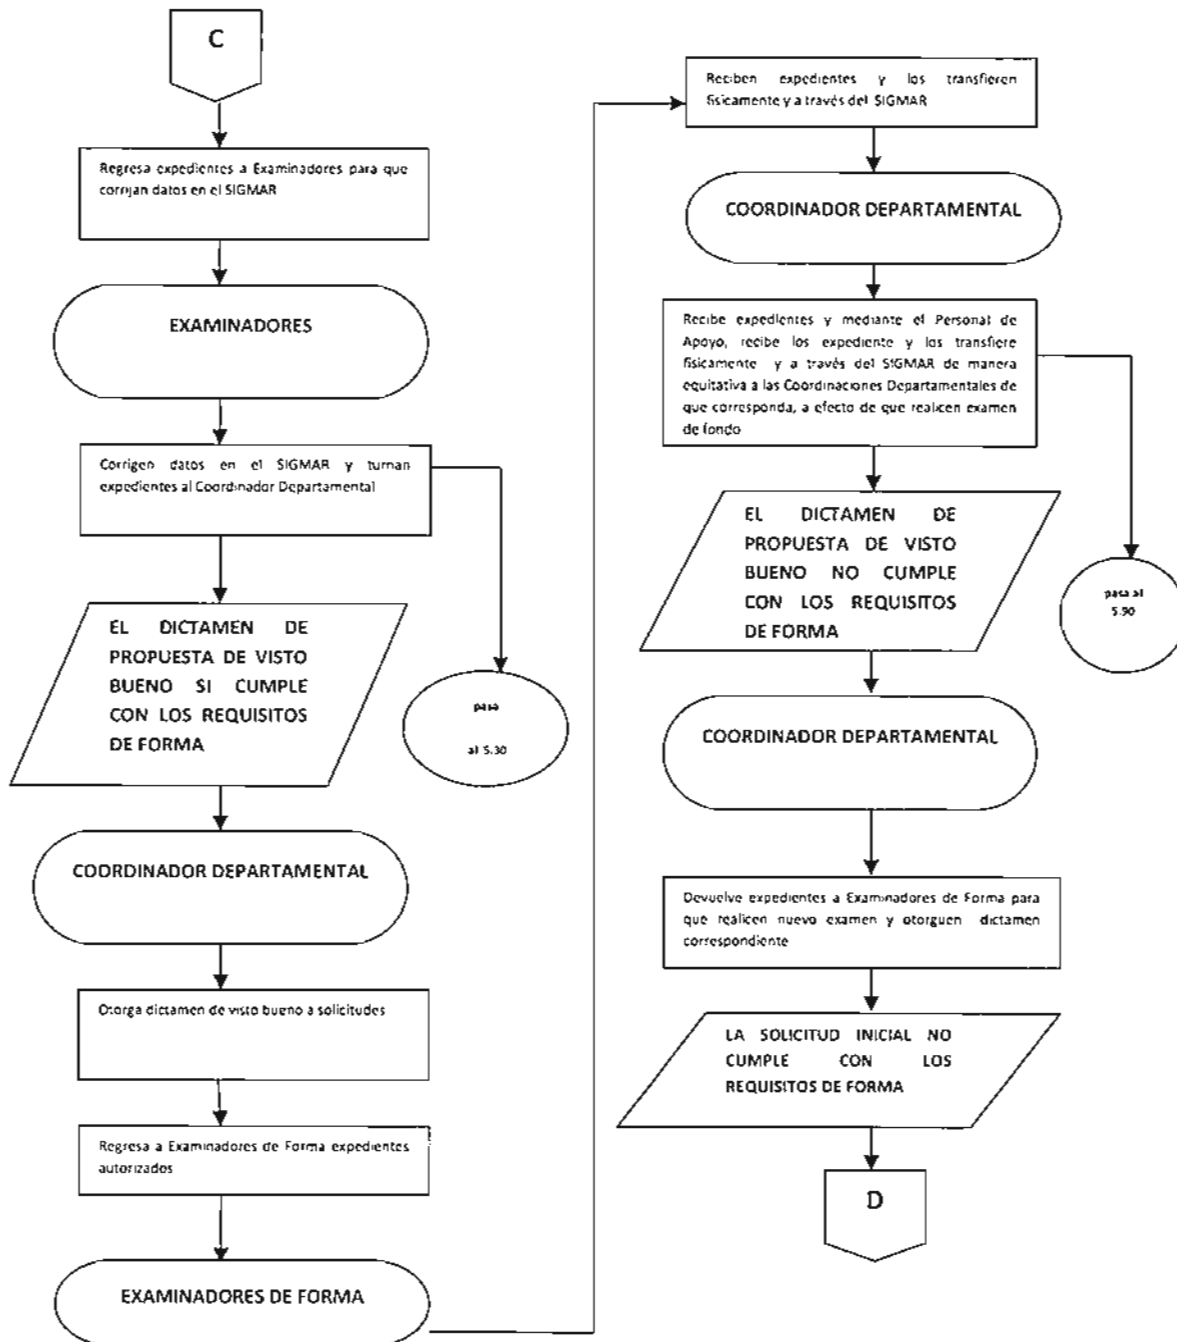 C
Regresa expedientes a Examinadores para que
corrijan datos en el SIGMAR
EXAMINADORES
Corrigen datos en el SIGMAR y turnan
expedientes al Coordinador Departamental
EL DICTAMEN DE
PROPUESTA DE VISTO
BUENO SI CUMPLE
CON LOS REQUISITOS
DE FORMA
pasa
al 5.30
COORDINADOR DEPARTAMENTAL
Otorga dictamen de visto bueno a solicitudes
Regresa a Examinadores de Forma expedientes
autorizados
EXAMINADORES DE FORMA
Reciben expedientes y los transfieren
fisicamente y a través del SIGMAR
COORDINADOR DEPARTAMENTAL
Recibe expedientes y mediante el Personal de
Apoyo, recibe los expediente y los transfiere
fisicamente y a través del SIGMAR de manera
equitativa a las Coordinaciones Departamentales de
que corresponda, a efecto de que realicen examen
de fondo
EL DICTAMEN DE
PROPUESTA DE VISTO
BUENO NO CUMPLE
CON LOS REQUISITOS
DE FORMA
pasa al
5.90
COORDINADOR DEPARTAMENTAL
Devuelve expedientes a Examinadores de Forma para
que realicen nuevo examen y otorguen dictamen
correspondiente
LA SOLICITUD INICIAL NO
CUMPLE CON LOS
REQUISITOS DE FORMA
D